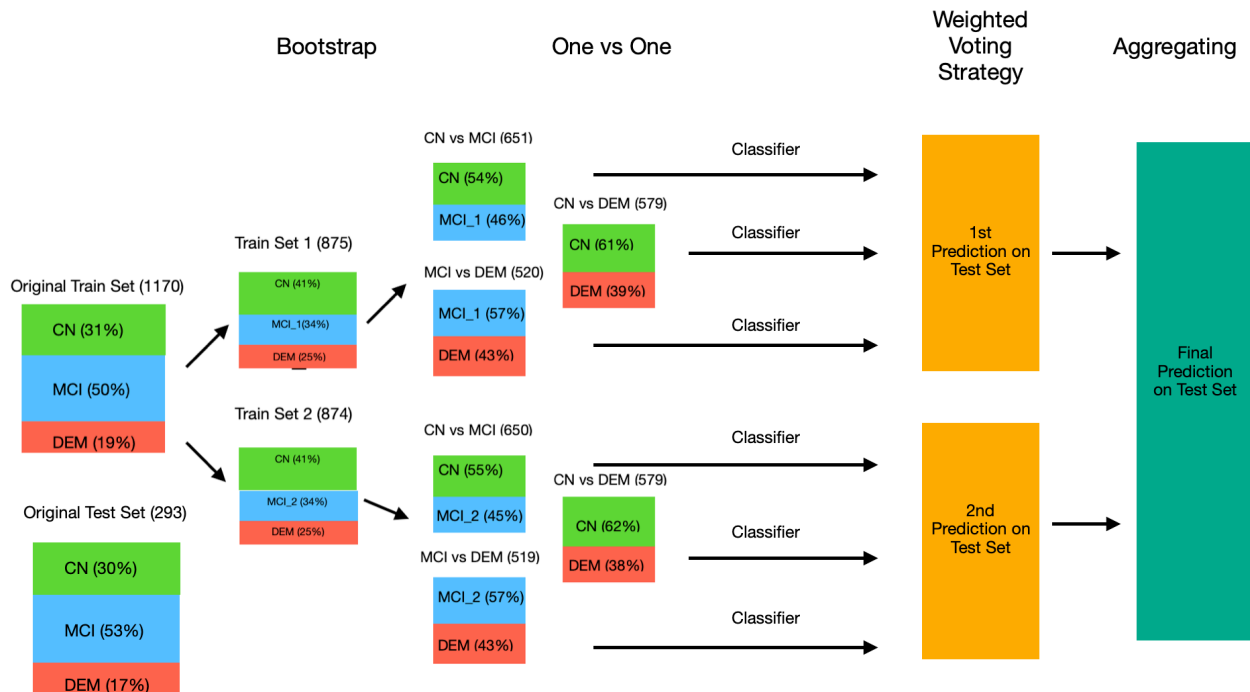 Bootstrap
One vs One
Weighted
Voting
Strategy
Aggregating
Original Train Set (1170)
CN (31%)
MCI (50%)
DEM (19%)
Original Test Set (293)
CN (30%)
MCI (53%)
DEM (17%)
Train Set 1 (875)
CN (41%)
MCI_1(34%)
DEM (25%)
Train Set 2 (874)
CN (41%)
MCI_2 (34%)
DEM (25%)
CN vs MCI (651)
CN (54%)
MCI_1 (46%)
CN vs DEM (579)
CN (61%)
DEM (39%)
MCI vs DEM (520)
MCI_1 (57%)
DEM (43%)
CN vs MCI (650)
CN (55%)
MCI_2 (45%)
CN vs DEM (579)
CN (62%)
DEM (38%)
MCI vs DEM (519)
MCI_2 (57%)
DEM (43%)
Classifier
Classifier
Classifier
Classifier
Classifier
Classifier
1st
Prediction on
Test Set
2nd
Prediction on
Test Set
Final
Prediction
on Test Set